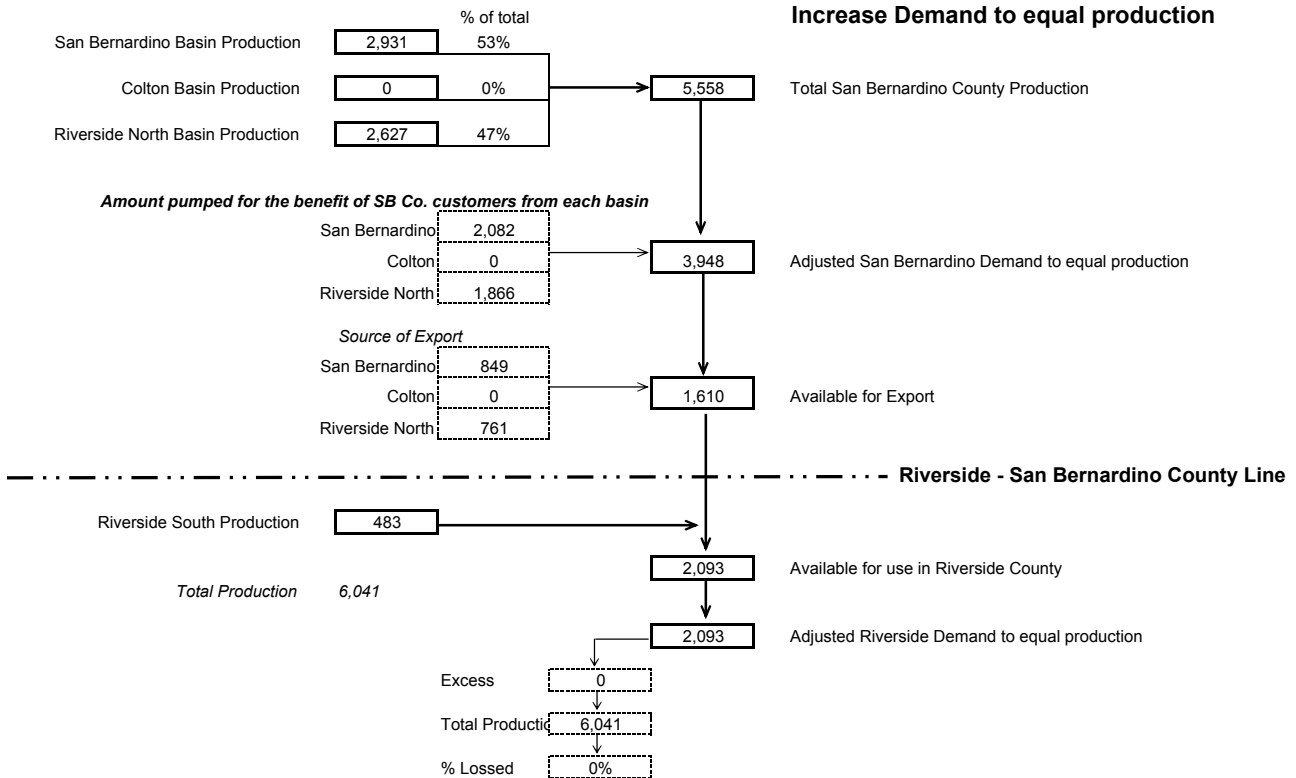 Increase Demand to equal production
% of total
San Bernardino Basin Production 2,931 53%
Colton Basin Production 0 0% 5,558 Total San Bernardino County Production
Riverside North Basin Production 2,627 47%
Amount pumped for the benefit of SB Co. customers from each basin
San Bernardino 2,082
Colton 0 3,948 Adjusted San Bernardino Demand to equal production
Riverside North 1,866
Source of Export
San Bernardino 849
Colton 0 1,610 Available for Export
Riverside North 761
Riverside - San Bernardino County Line
Riverside South Production 483
2,093 Available for use in Riverside County
Total Production 6,041
2,093 Adjusted Riverside Demand to equal production
Excess 0
Total Productio 6,041
% Lossed 0%